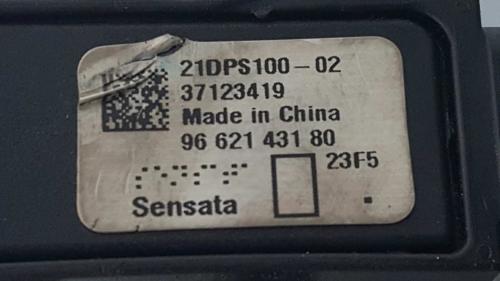 21DPS100-02
37123419
Made in China
96 621 431 80
23F5
Sensata